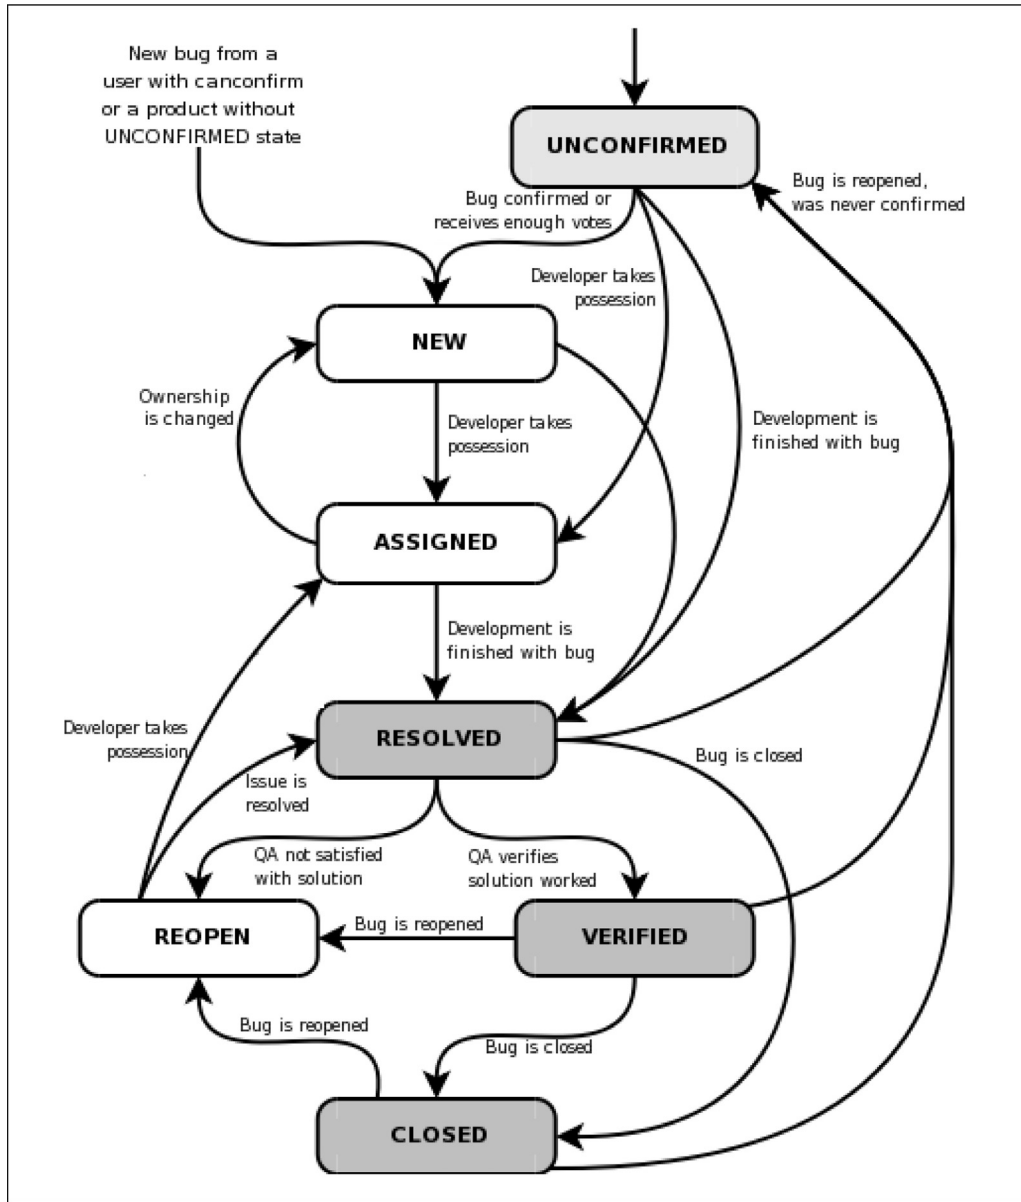 New bug from a
user with canconfirm
or a product without
UNCONFIRMED state
UNCONFIRMED
Bug is reopened,
was never confirmed
Bug confirmed or
receives enough votes
Developer takes
possession
NEW
Ownership
is changed
Developer takes
possession
Development is
finished with bug
ASSIGNED
Development is
finished with bug
RESOLVED
Developer takes
possession
Bug is closed
Issue is
resolved
QA not satisfied
with solution
QA verifies
solution worked
REOPEN
Bug is reopened
VERIFIED
Bug is reopened
Bug is closed
CLOSED